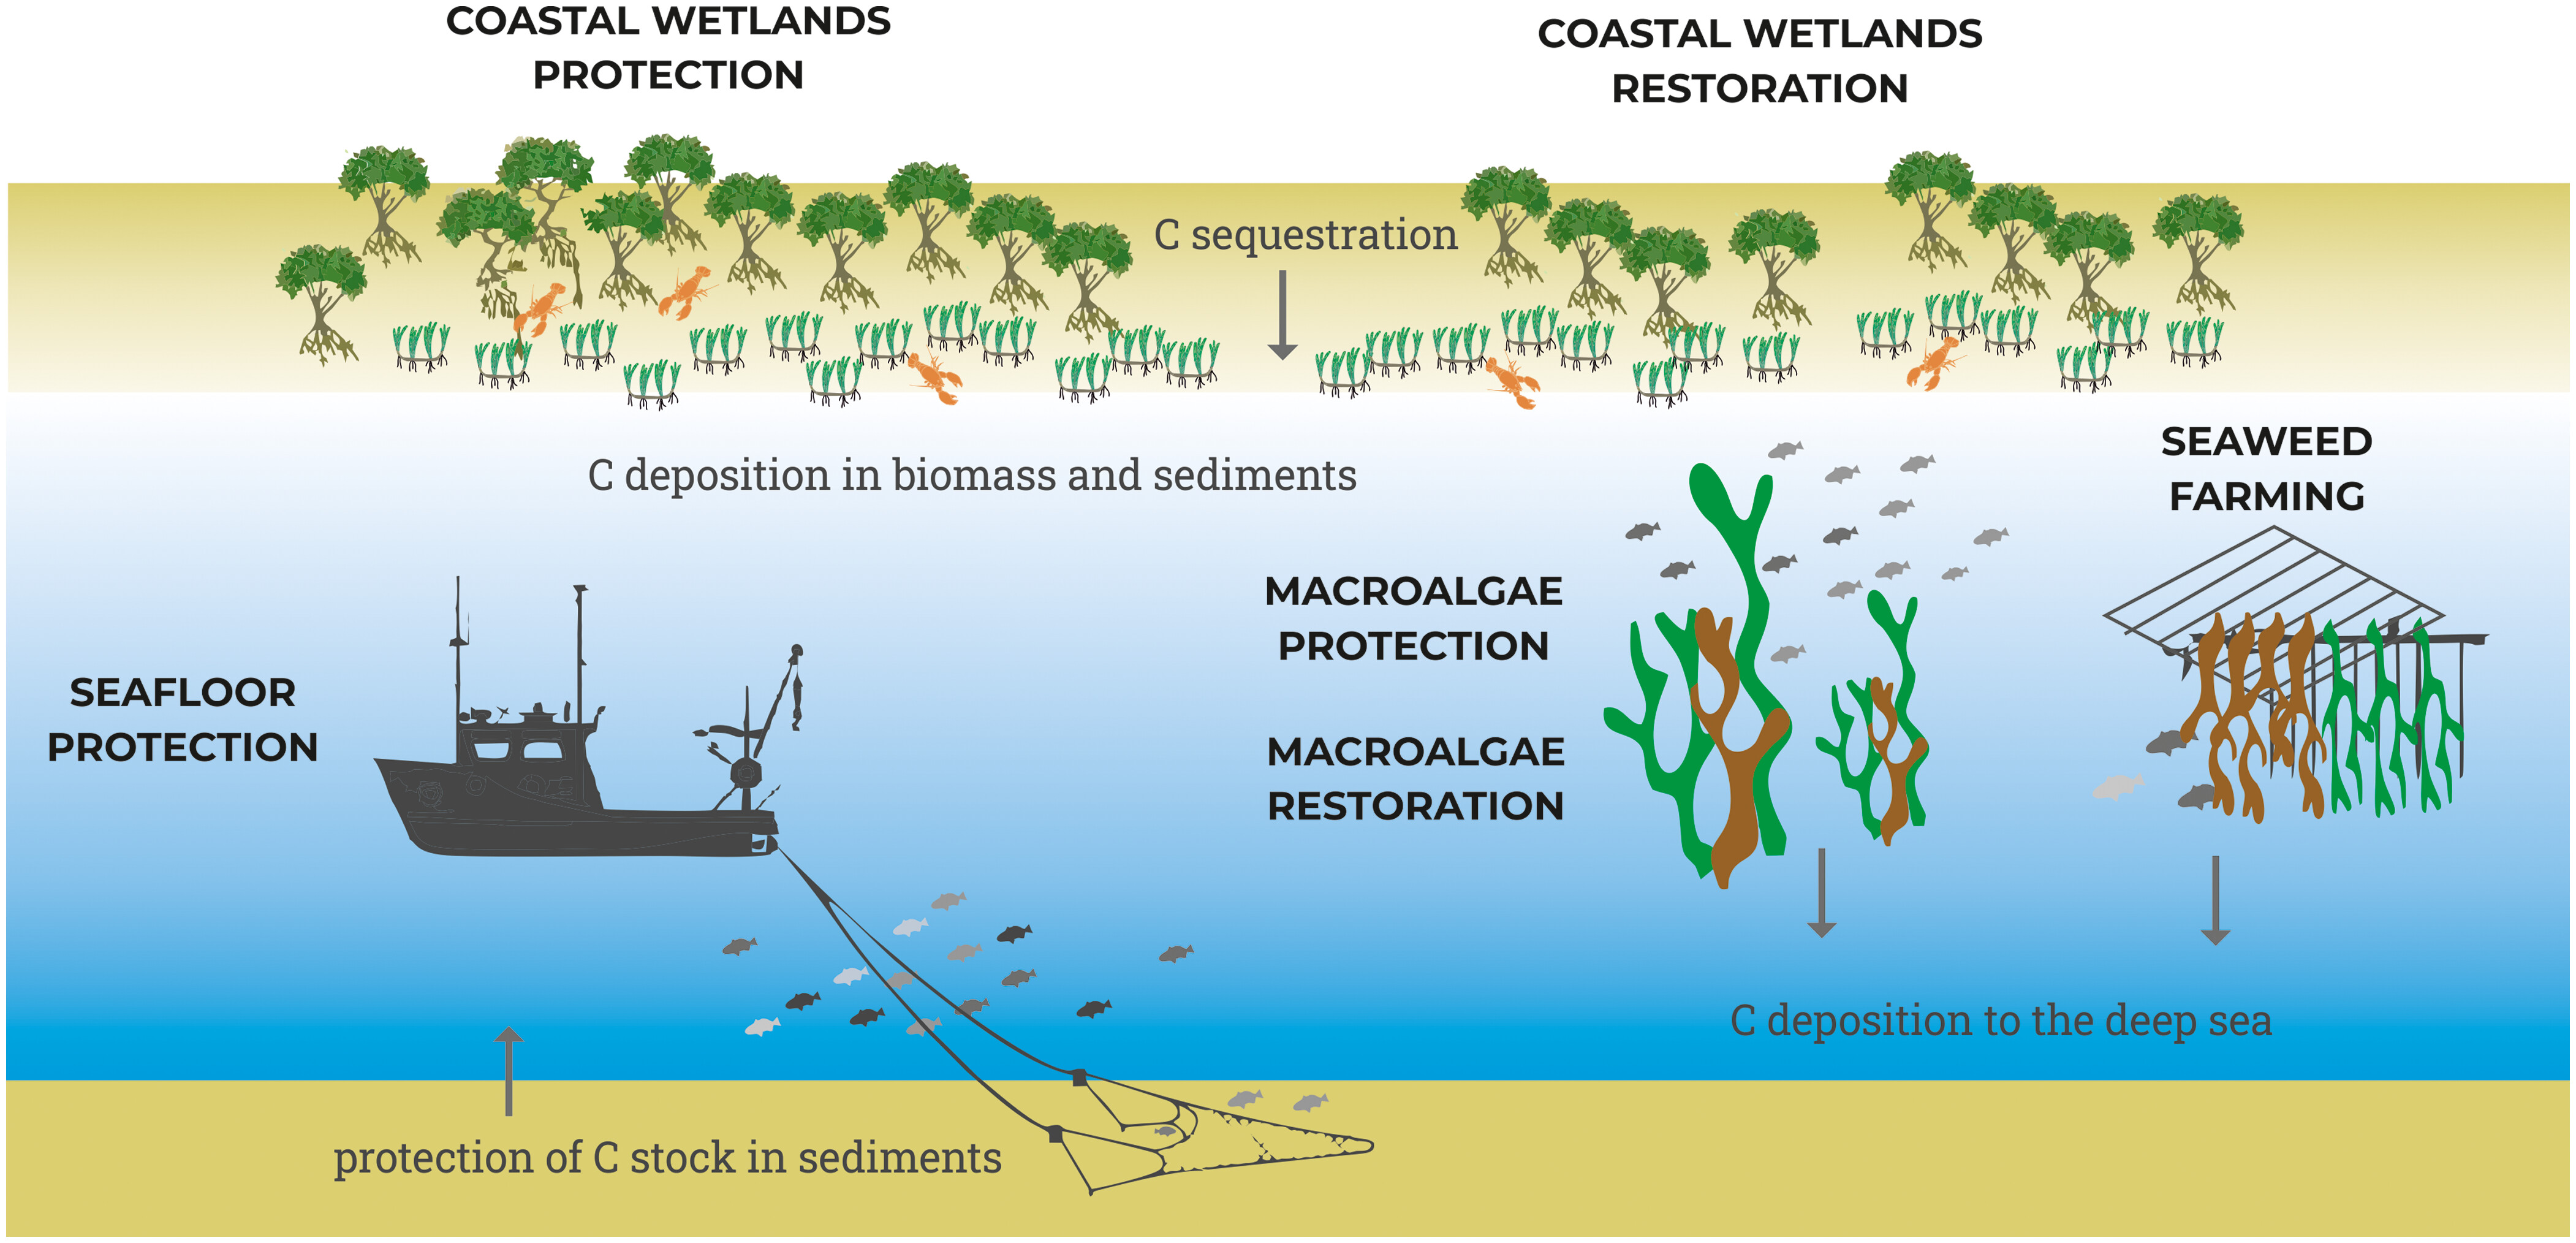 COASTAL WETLANDS
PROTECTION
COASTAL WETLANDS
RESTORATION
C sequestration
C deposition in biomass and sediments
SEAWEED
FARMING
MACROALGAE
PROTECTION
SEAFLOOR
PROTECTION
MACROALGAE
RESTORATION
C deposition to the deep sea
protection of C stock in sediments